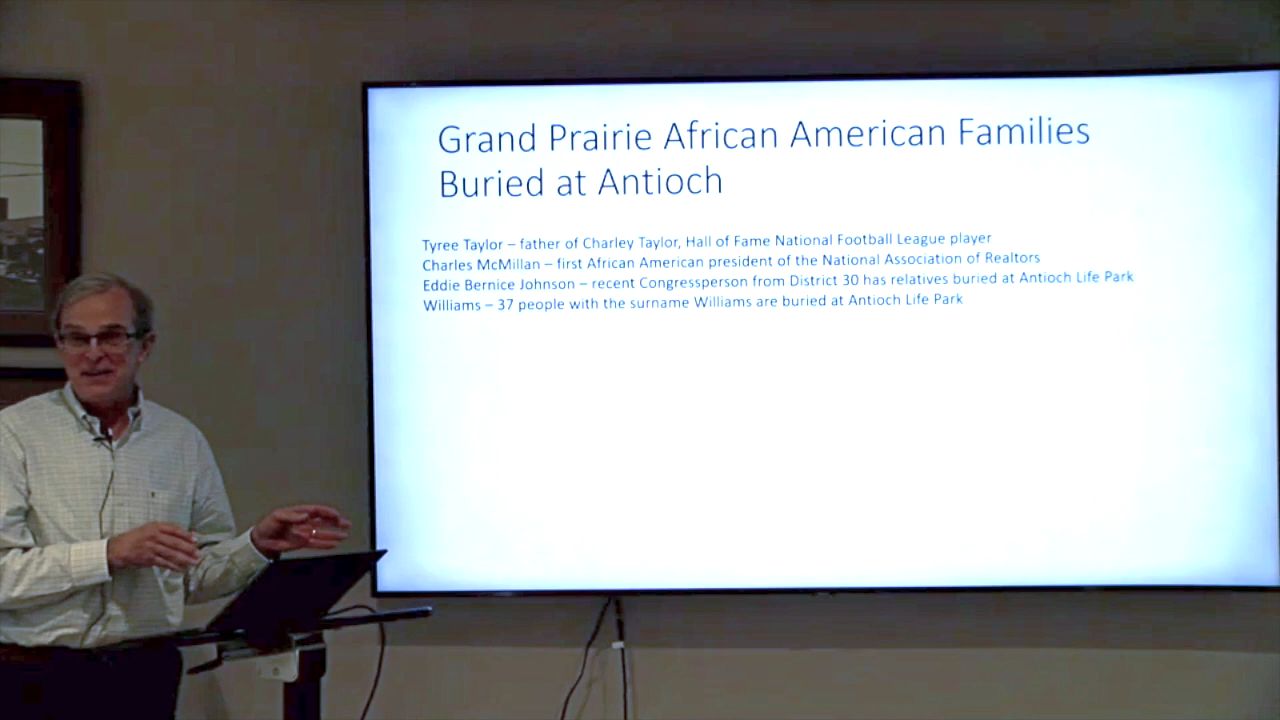 Grand Prairie African American Families
Buried at Antioch
Tyree Taylor – father of Charley Taylor, Hall of Fame National Football League player
Charles McMillan – first African American president of the National Association of Realtors
Eddie Bernice Johnson – recent Congressperson from District 30 has relatives buried at Antioch Life Park
Williams – 37 people with the surname Williams are buried at Antioch Life Park